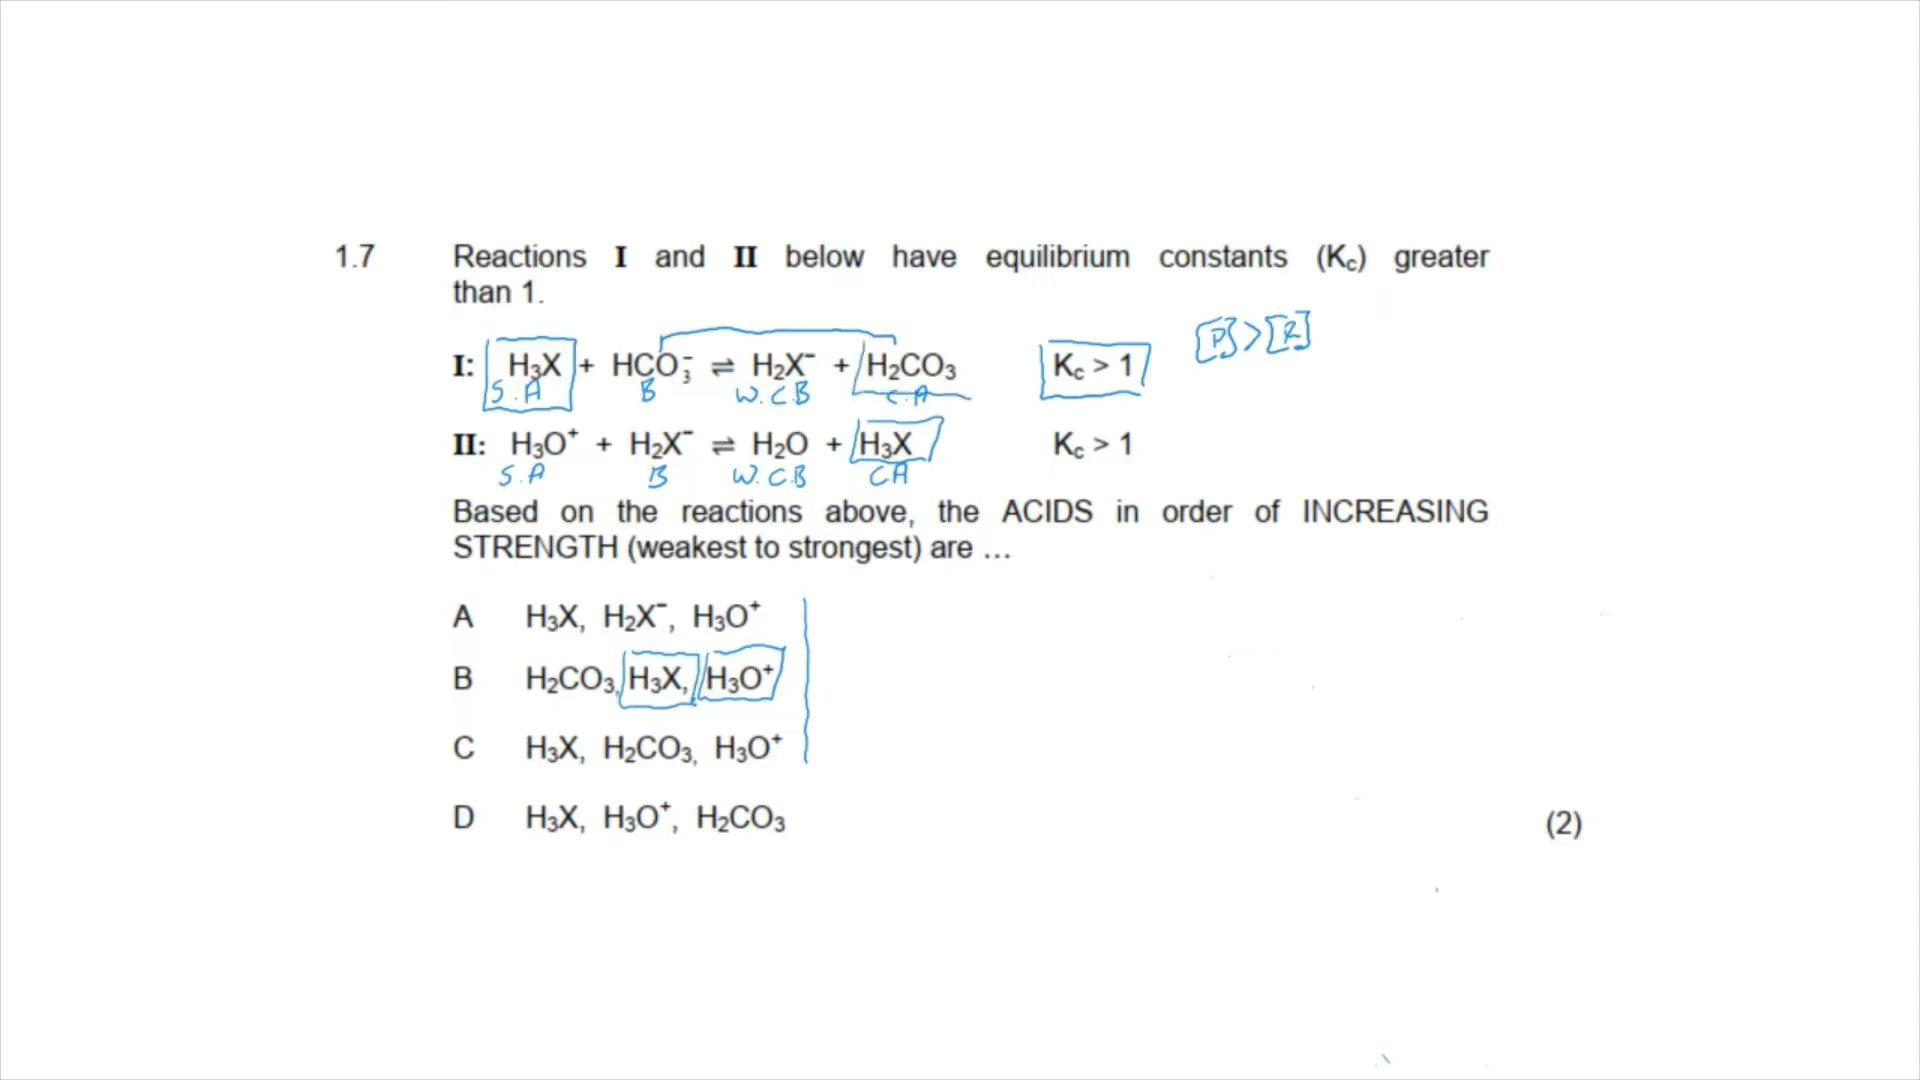 1.7 Reactions I and II below have equilibrium constants (Kc) greater
than 1.
[P]>[R]
I: H₃X + HCO₃⁻ ⇌ H₂X⁻ + H₂CO₃ Kc > 1
S.A B W.C.B C.A
II: H₃O⁺ + H₂X⁻ ⇌ H₂O + H₃X Kc > 1
S.A B W.C.B CA
Based on the reactions above, the ACIDS in order of INCREASING
STRENGTH (weakest to strongest) are ...
A H₃X, H₂X⁻, H₃O⁺
B H₂CO₃, H₃X, H₃O⁺
C H₃X, H₂CO₃, H₃O⁺
D H₃X, H₃O⁺, H₂CO₃ (2)